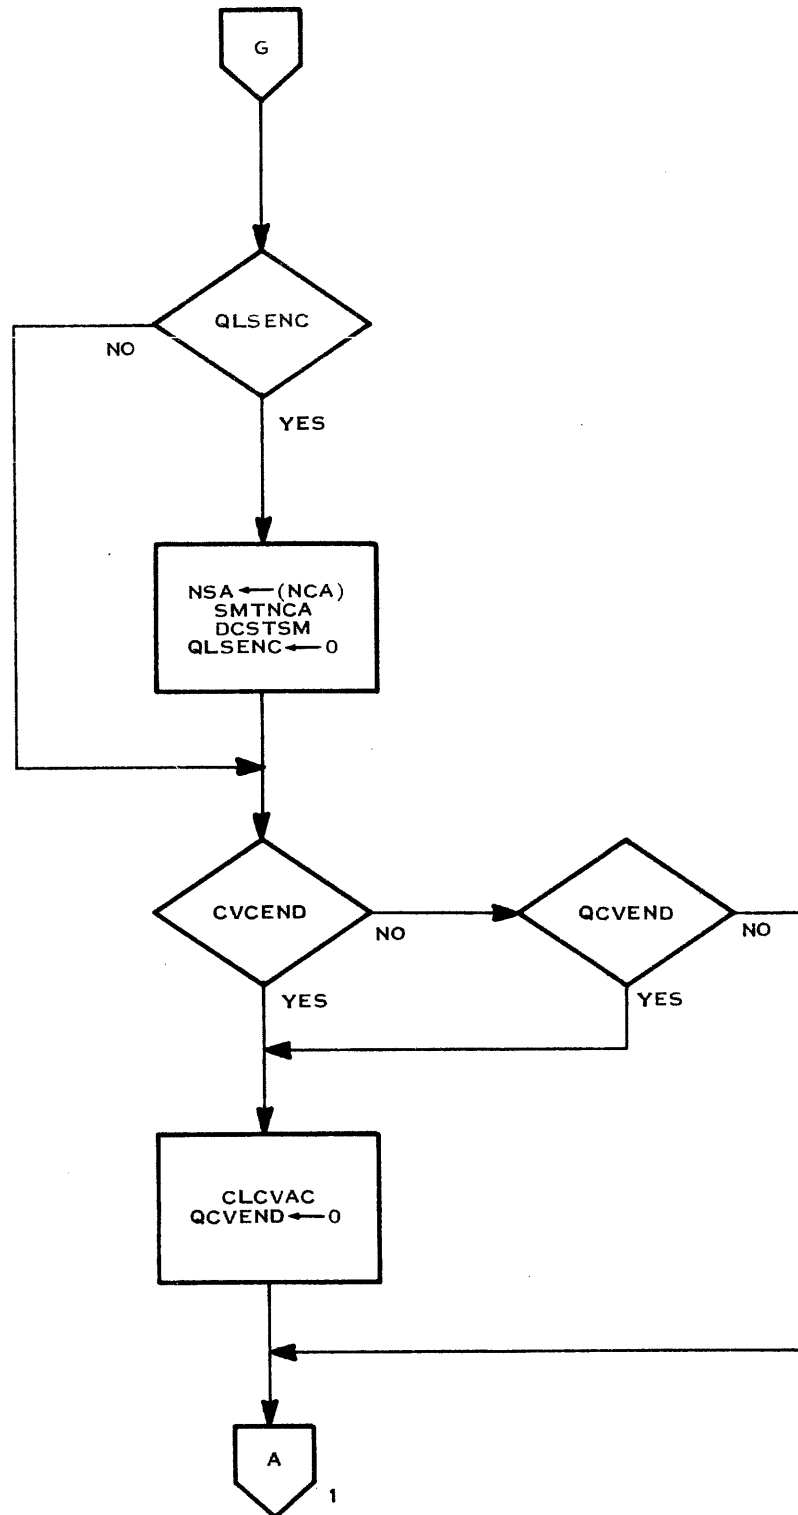 G
QLSENC
NO
YES
NSA ← (NCA)
SMTNCA
DCSTSM
QLSENC ← 0
CVCEND
NO
QCVEND
NO
YES
YES
CLCVAC
QCVEND ← 0
A
1